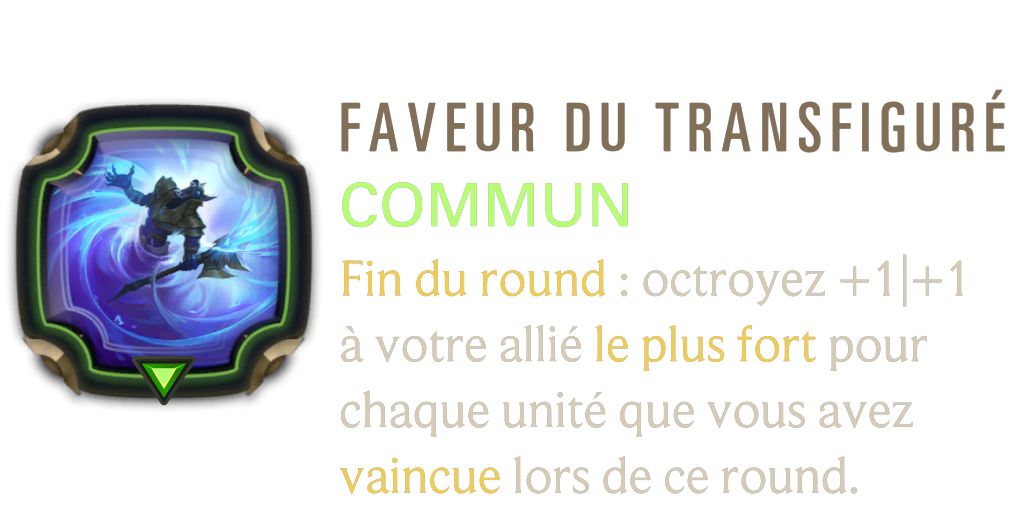 FAVEUR DU TRANSFIGURÉ
COMMUN
Fin du round : octroyez +1|+1
à votre allié le plus fort pour
chaque unité que vous avez
vaincue lors de ce round.